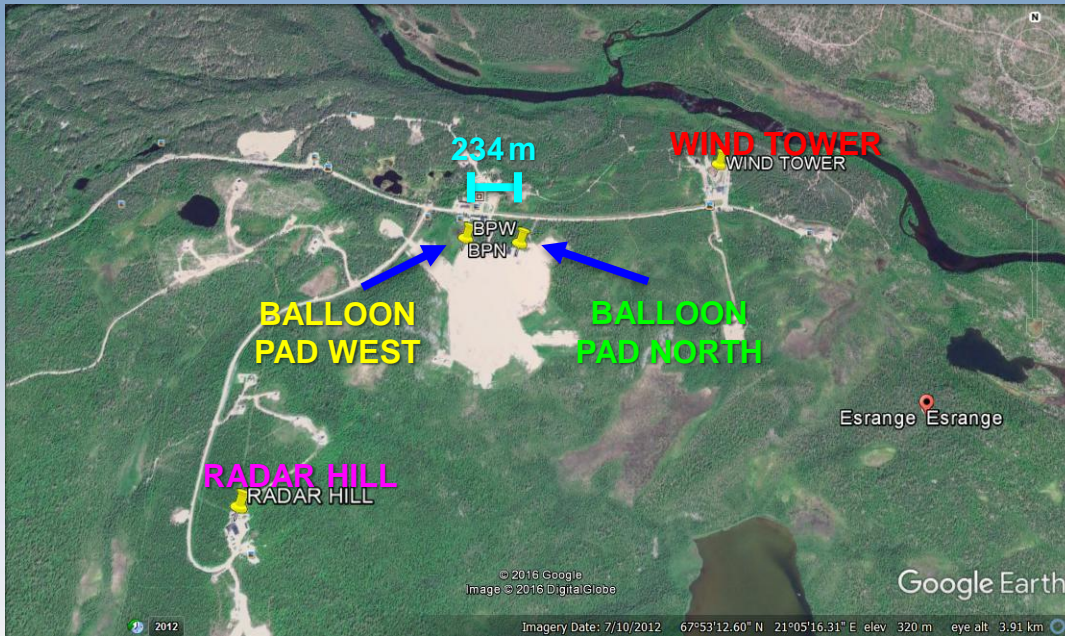 N
234 m
WIND TOWER
WIND TOWER
BPW
BPN
BALLOON
PAD WEST
BALLOON
PAD NORTH
Esrange Esrange
RADAR HILL
RADAR HILL
© 2016 Google
Image © 2016 DigitalGlobe
Google Earth
2012
Imagery Date: 7/10/2012 67°53'12.60" N 21°05'16.31" E elev 320 m eye alt 3.91 km